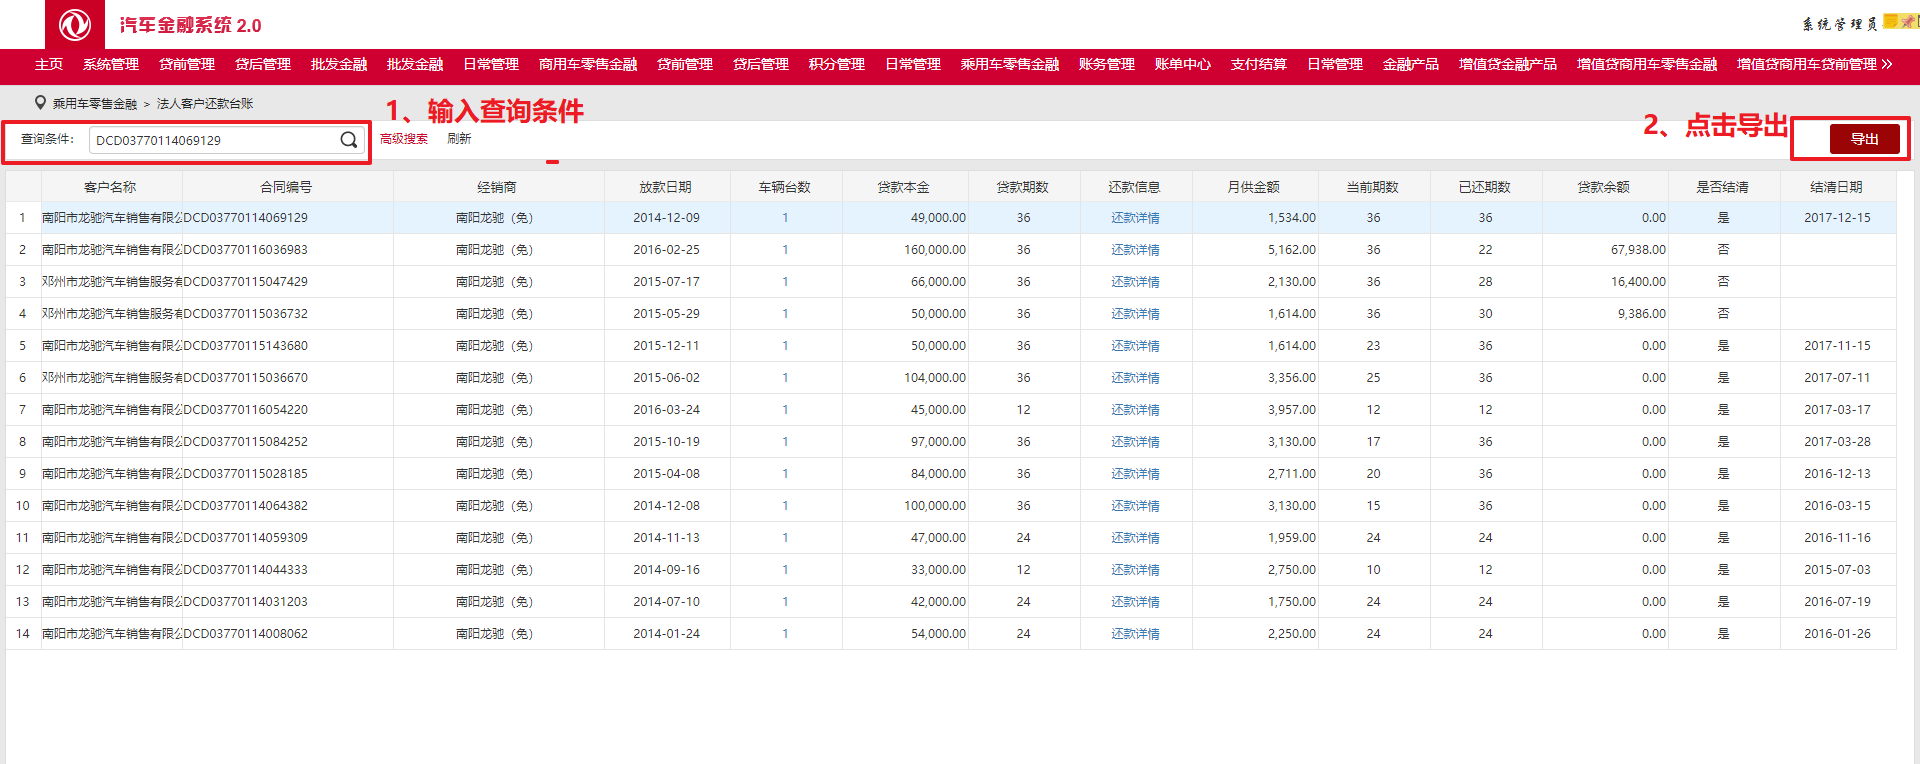 汽车金融系统 2.0
系统管理员
主页 系统管理 贷前管理 贷后管理 批发金融 批发金融 日常管理 商用车零售金融 贷前管理 贷后管理 积分管理 日常管理 乘用车零售金融 账务管理 账单中心 支付结算 日常管理 金融产品 增值贷金融产品 增值贷商用车零售金融 增值贷商用车贷前管理 »
乘用车零售金融 > 法人客户还款台账
1、输入查询条件
2、点击导出
查询条件: DCD03770114069129 高级搜索 刷新 导出
客户名称 合同编号 经销商 放款日期 车辆台数 贷款本金 贷款期数 还款信息 月供金额 当前期数 已还期数 贷款余额 是否结清 结清日期
1 南阳市龙驰汽车销售有限公 DCD03770114069129 南阳龙驰（免） 2014-12-09 1 49,000.00 36 还款详情 1,534.00 36 36 0.00 是 2017-12-15
2 南阳市龙驰汽车销售有限公 DCD03770116036983 南阳龙驰（免） 2016-02-25 1 160,000.00 36 还款详情 5,162.00 36 22 67,938.00 否
3 邓州市龙驰汽车销售服务有 DCD03770115047429 南阳龙驰（免） 2015-07-17 1 66,000.00 36 还款详情 2,130.00 36 28 16,400.00 否
4 邓州市龙驰汽车销售服务有 DCD03770115036732 南阳龙驰（免） 2015-05-29 1 50,000.00 36 还款详情 1,614.00 36 30 9,386.00 否
5 南阳市龙驰汽车销售有限公 DCD03770115143680 南阳龙驰（免） 2015-12-11 1 50,000.00 36 还款详情 1,614.00 23 36 0.00 是 2017-11-15
6 邓州市龙驰汽车销售服务有 DCD03770115036670 南阳龙驰（免） 2015-06-02 1 104,000.00 36 还款详情 3,356.00 25 36 0.00 是 2017-07-11
7 南阳市龙驰汽车销售有限公 DCD03770116054220 南阳龙驰（免） 2016-03-24 1 45,000.00 12 还款详情 3,957.00 12 12 0.00 是 2017-03-17
8 南阳市龙驰汽车销售有限公 DCD03770115084252 南阳龙驰（免） 2015-10-19 1 97,000.00 36 还款详情 3,130.00 17 36 0.00 是 2017-03-28
9 南阳市龙驰汽车销售有限公 DCD03770115028185 南阳龙驰（免） 2015-04-08 1 84,000.00 36 还款详情 2,711.00 20 36 0.00 是 2016-12-13
10 南阳市龙驰汽车销售有限公 DCD03770114064382 南阳龙驰（免） 2014-12-08 1 100,000.00 36 还款详情 3,130.00 15 36 0.00 是 2016-03-15
11 南阳市龙驰汽车销售有限公 DCD03770114059309 南阳龙驰（免） 2014-11-13 1 47,000.00 24 还款详情 1,959.00 24 24 0.00 是 2016-11-16
12 南阳市龙驰汽车销售有限公 DCD03770114044333 南阳龙驰（免） 2014-09-16 1 33,000.00 12 还款详情 2,750.00 10 12 0.00 是 2015-07-03
13 南阳市龙驰汽车销售有限公 DCD03770114031203 南阳龙驰（免） 2014-07-10 1 42,000.00 24 还款详情 1,750.00 24 24 0.00 是 2016-07-19
14 南阳市龙驰汽车销售有限公 DCD03770114008062 南阳龙驰（免） 2014-01-24 1 54,000.00 24 还款详情 2,250.00 24 24 0.00 是 2016-01-26